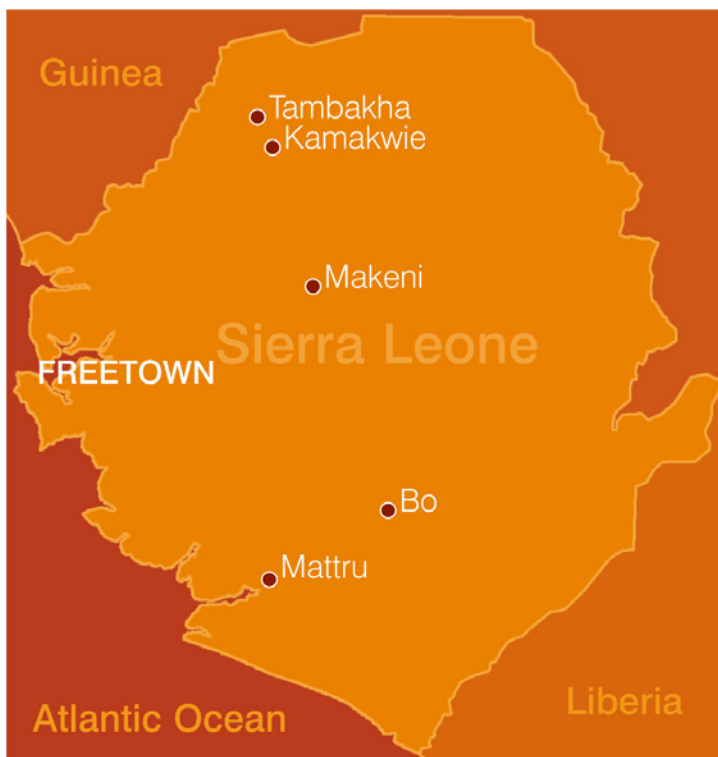 Guinea
Tambakha
Kamakwie
Makeni
Sierra Leone
FREETOWN
Bo
Mattru
Liberia
Atlantic Ocean